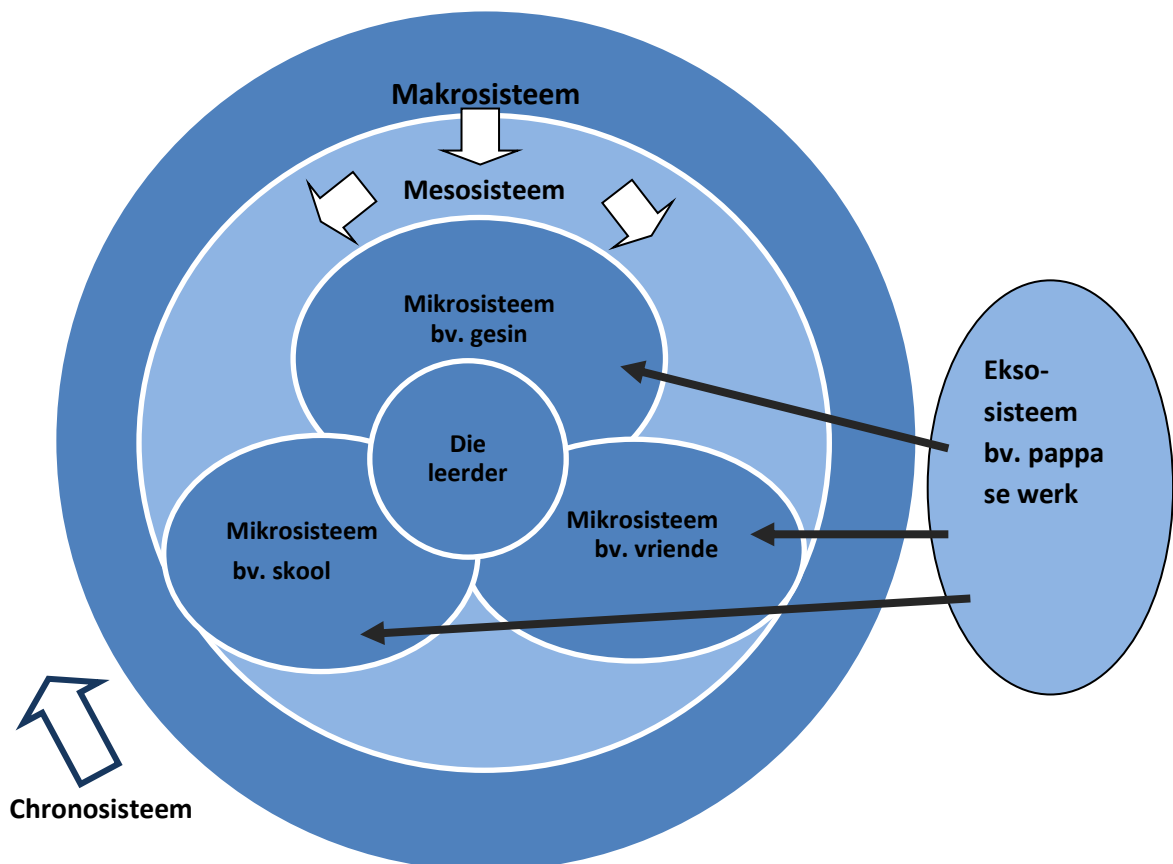 Makrosisteem
Mesosisteem
Mikrosisteem
bv. gesin
Die
leerder
Mikrosisteem
bv. skool
Mikrosisteem
bv. vriende
Ekso-
sisteem
bv. pappa
se werk
Chronosisteem